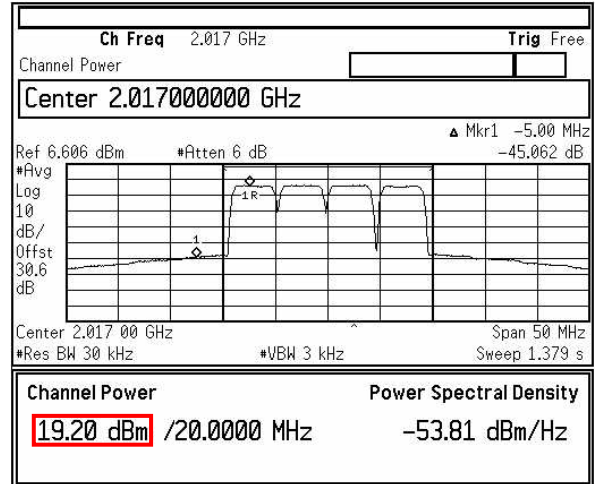 Ch Freq 2.017 GHz Trig Free
Channel Power
Center 2.017000000 GHz
Δ Mkr1 -5.00 MHz
Ref 6.606 dBm #Atten 6 dB -45.062 dB
#Avg
Log
10
dB/
Offst
30.6
dB
1R
1
Center 2.017 00 GHz Span 50 MHz
#Res BW 30 kHz #VBW 3 kHz Sweep 1.379 s
Channel Power Power Spectral Density
19.20 dBm /20.0000 MHz -53.81 dBm/Hz